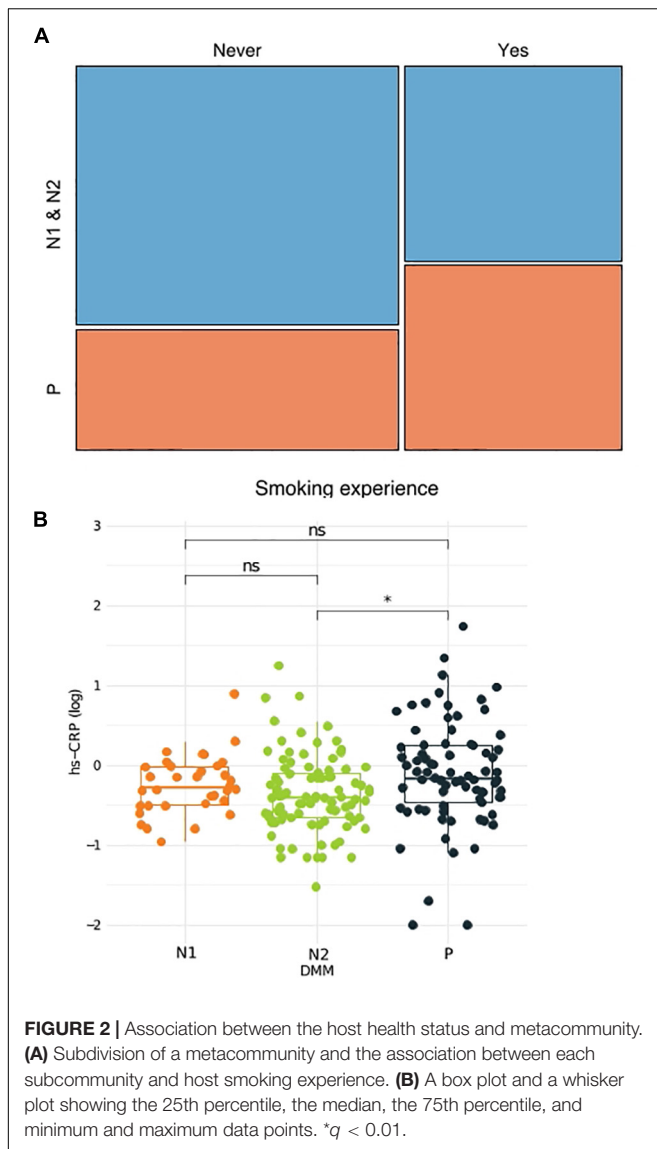 A
Never Yes
N1 & N2
P
Smoking experience
B
3
ns
ns
2
*
1
hs-CRP (log)
0
−1
−2
N1 N2 P
DMM
FIGURE 2 | Association between the host health status and metacommunity.
(A) Subdivision of a metacommunity and the association between each
subcommunity and host smoking experience. (B) A box plot and a whisker
plot showing the 25th percentile, the median, the 75th percentile, and
minimum and maximum data points. *q < 0.01.